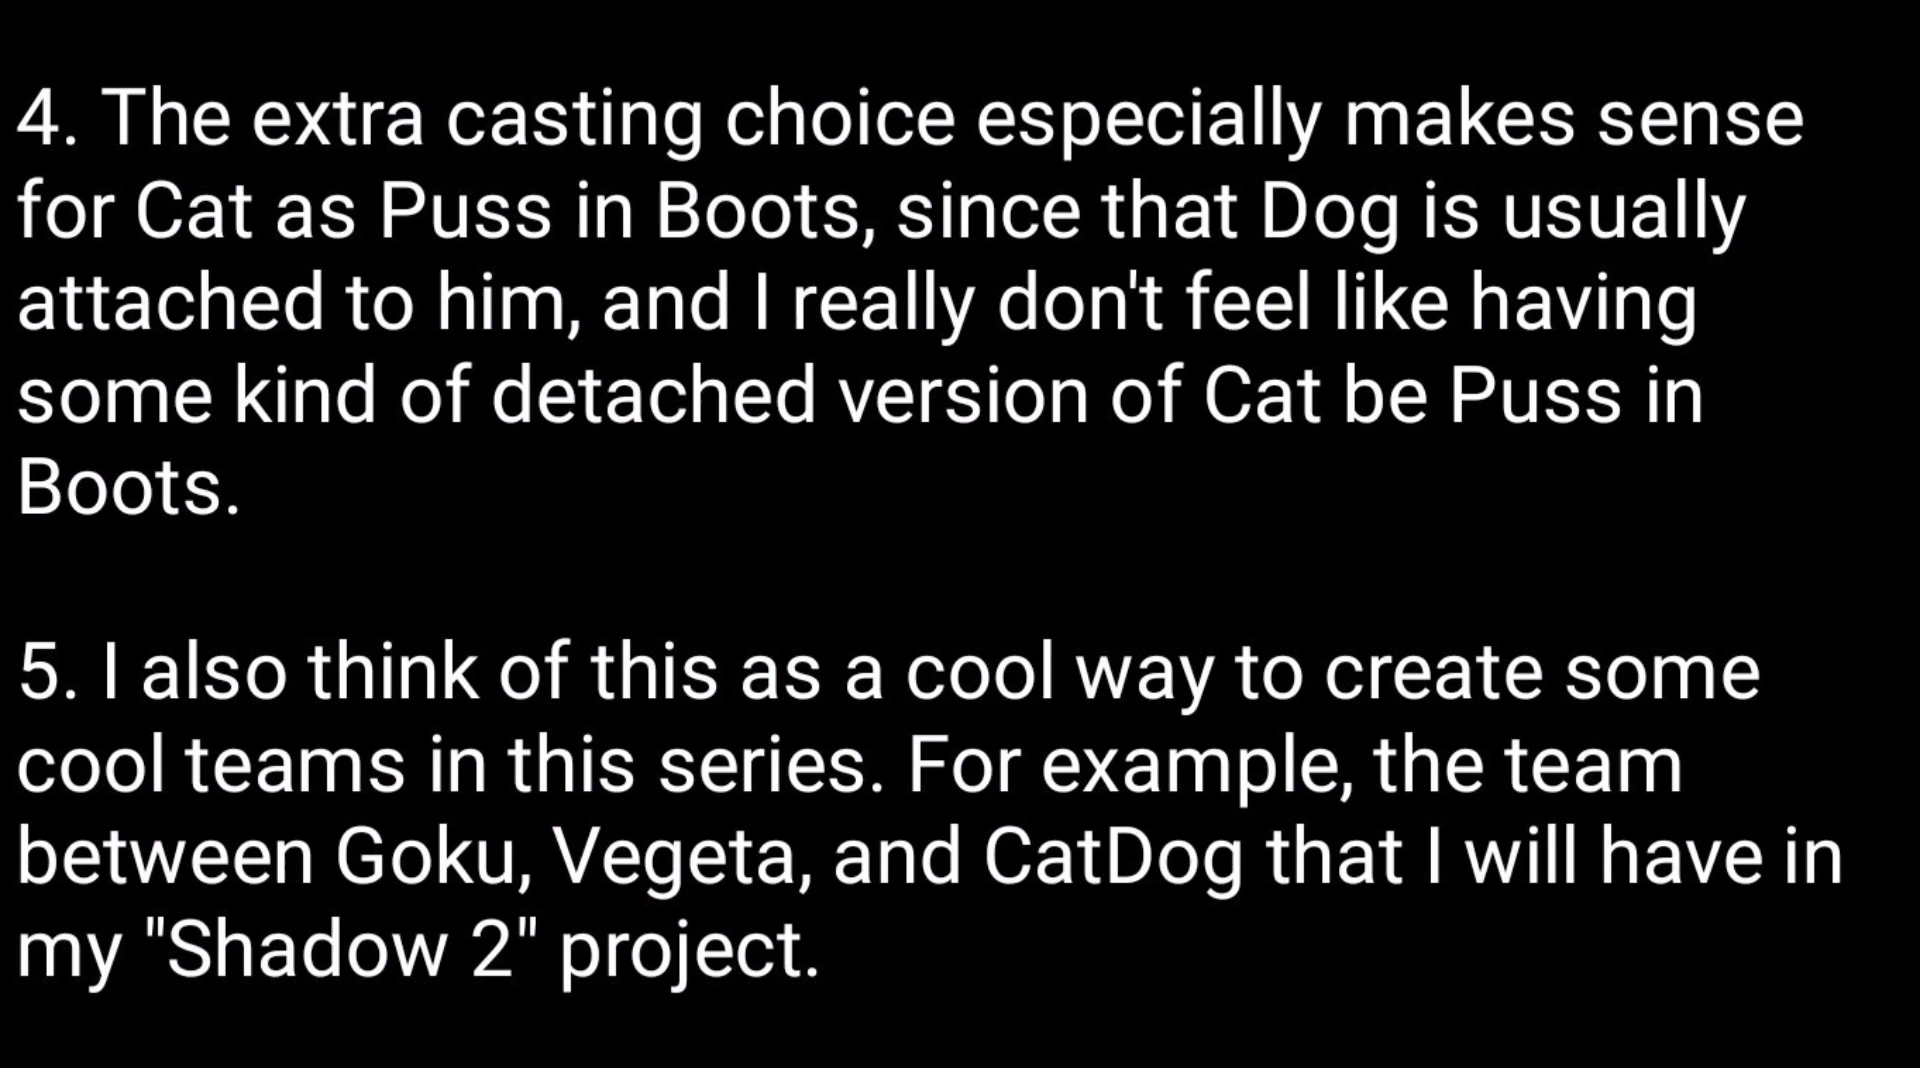 4. The extra casting choice especially makes sense
for Cat as Puss in Boots, since that Dog is usually
attached to him, and I really don't feel like having
some kind of detached version of Cat be Puss in
Boots.
5. I also think of this as a cool way to create some
cool teams in this series. For example, the team
between Goku, Vegeta, and CatDog that I will have in
my "Shadow 2" project.